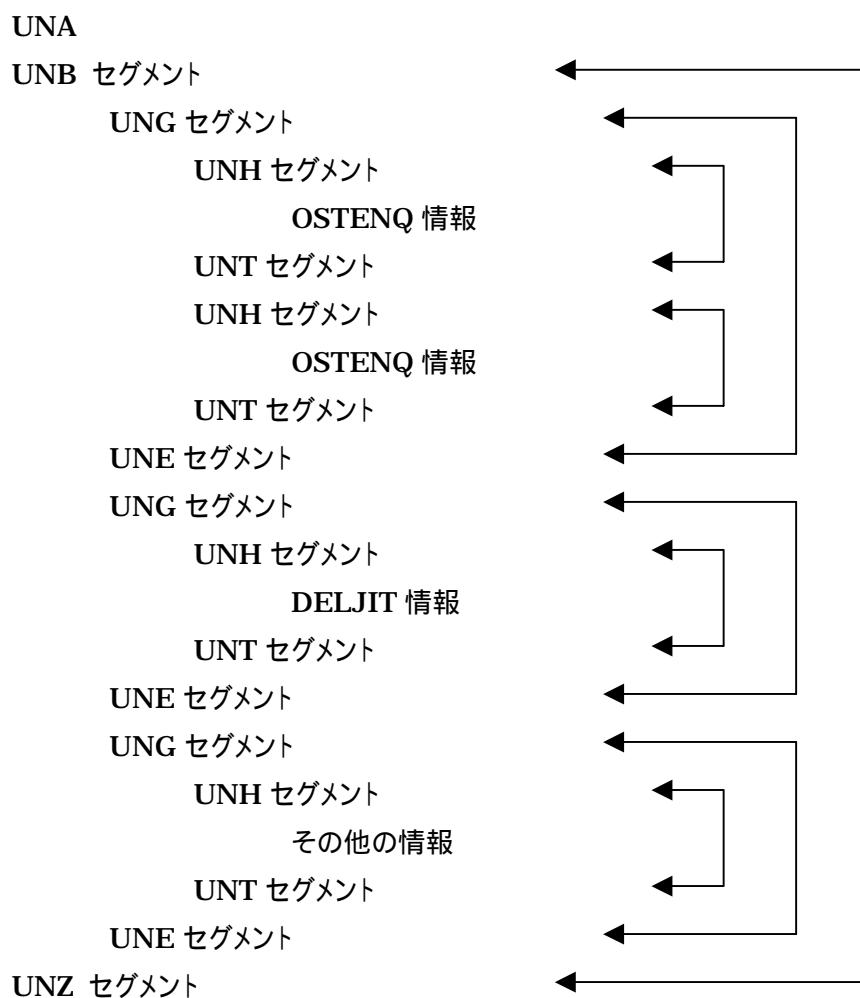 UNA
UNB セグメント
UNG セグメント
UNH セグメント
OSTENQ 情報
UNT セグメント
UNH セグメント
OSTENQ 情報
UNT セグメント
UNE セグメント
UNG セグメント
UNH セグメント
DELJIT 情報
UNT セグメント
UNE セグメント
UNG セグメント
UNH セグメント
その他の情報
UNT セグメント
UNE セグメント
UNZ セグメント